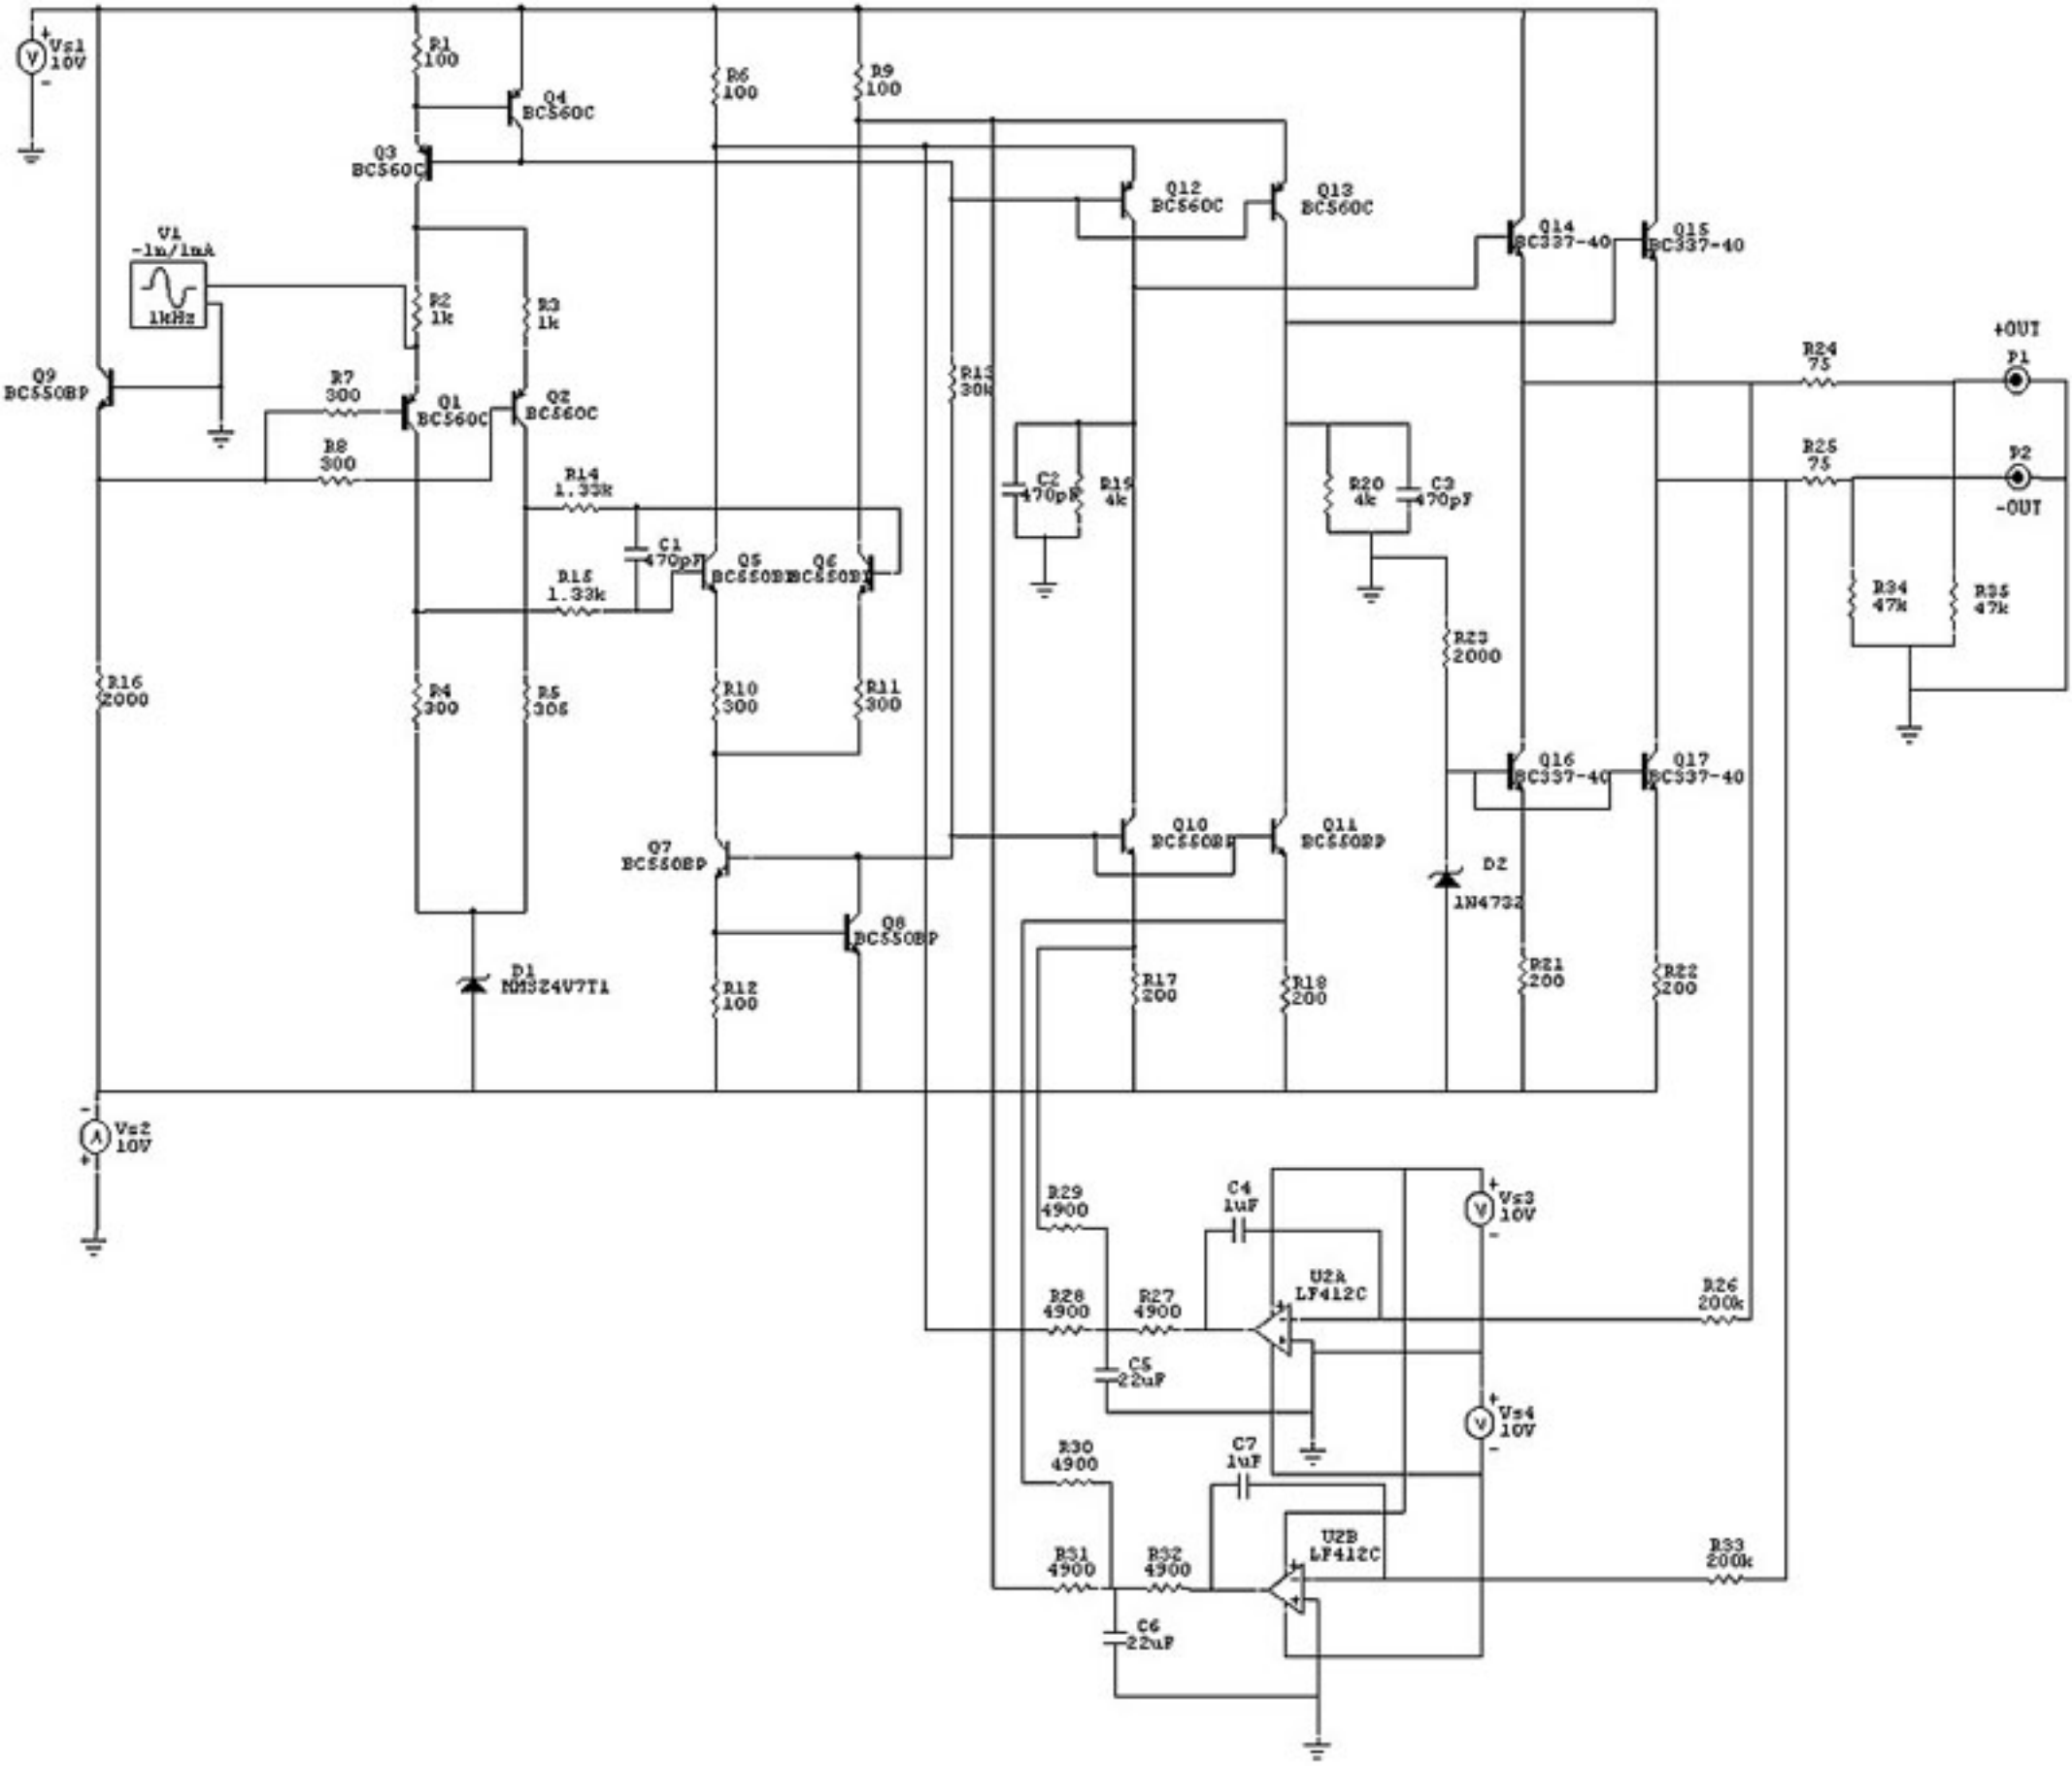 Vs1
10V
R1
100
Q4
BC560C
Q3
BC560C
R6
100
R9
100
Q12
BC560C
Q13
BC560C
Q14
BC337-40
Q15
BC337-40
-1m/1mA
1kHz
R2
1k
R3
1k
Q9
BC550BP
R7
300
Q1
BC560C
Q2
BC560C
R8
300
R13
30k
R24
75
+OUT
P1
R25
75
P2
-OUT
R14
1.33k
C1
470pF
R15
1.33k
Q5
Q6
C2
470pF
R19
4k
R20
4k
C3
470pF
R34
47k
R35
47k
R16
2000
R4
300
R5
305
R10
300
R11
300
R23
2000
Q7
BC550BP
Q8
BC550BP
Q10
BC550BP
Q11
BC550BP
Q16
BC337-40
Q17
BC337-40
D2
1N4732
D1
MMSZ4V7T1
R12
100
R17
200
R18
200
R21
200
R22
200
Vs2
10V
R29
4900
C4
1uF
Vs3
10V
U2A
LF412C
R28
4900
R27
4900
R26
200k
C5
22uF
Vs4
10V
R30
4900
C7
1uF
U2B
LF412C
R31
4900
R32
4900
R33
200k
C6
22uF